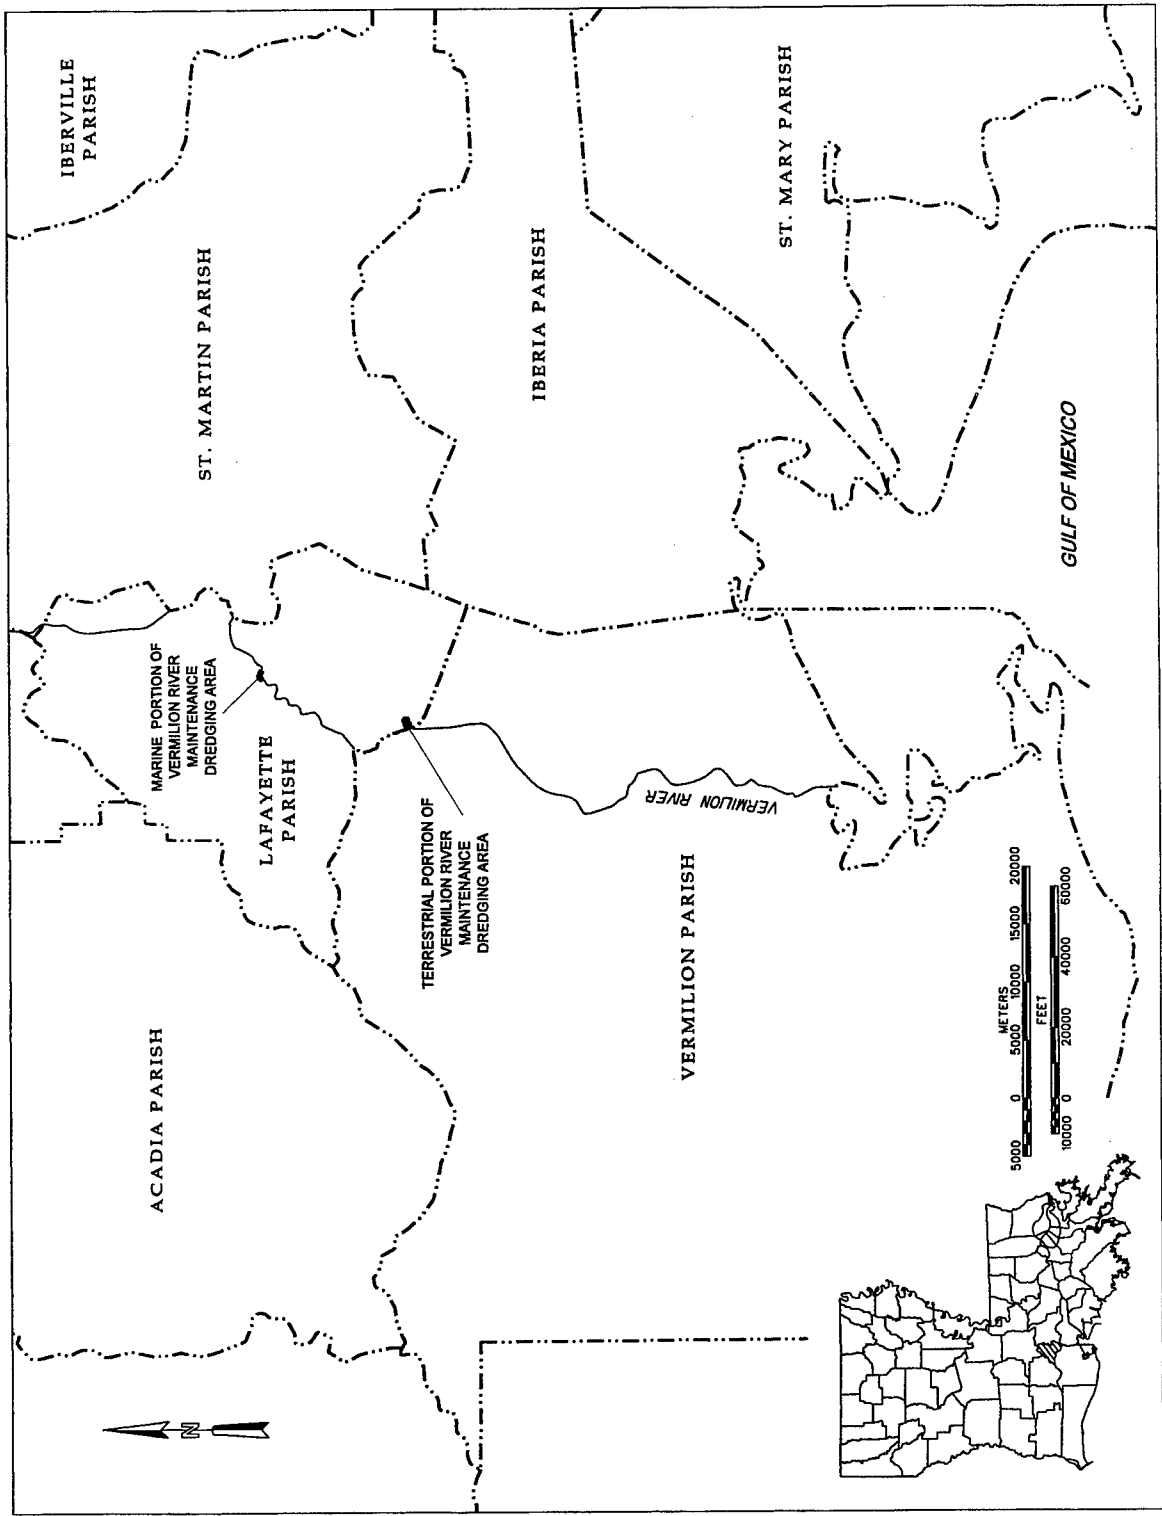 IBERVILLE
PARISH
ST. MARTIN PARISH
IBERIA PARISH
ST. MARY PARISH
GULF OF MEXICO
MARINE PORTION OF
VERMILION RIVER
MAINTENANCE
DREDGING AREA
LAFAYETTE
PARISH
TERRESTRIAL PORTION OF
VERMILION RIVER
MAINTENANCE
DREDGING AREA
VERMILION RIVER
ACADIA PARISH
VERMILION PARISH
METERS
5000 0 5000 10000 15000 20000
FEET
10000 0 20000 40000 60000
N